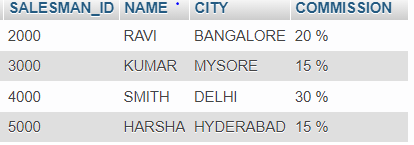 SALESMAN_ID NAME CITY COMMISSION
2000 RAVI BANGALORE 20 %
3000 KUMAR MYSORE 15 %
4000 SMITH DELHI 30 %
5000 HARSHA HYDERABAD 15 %